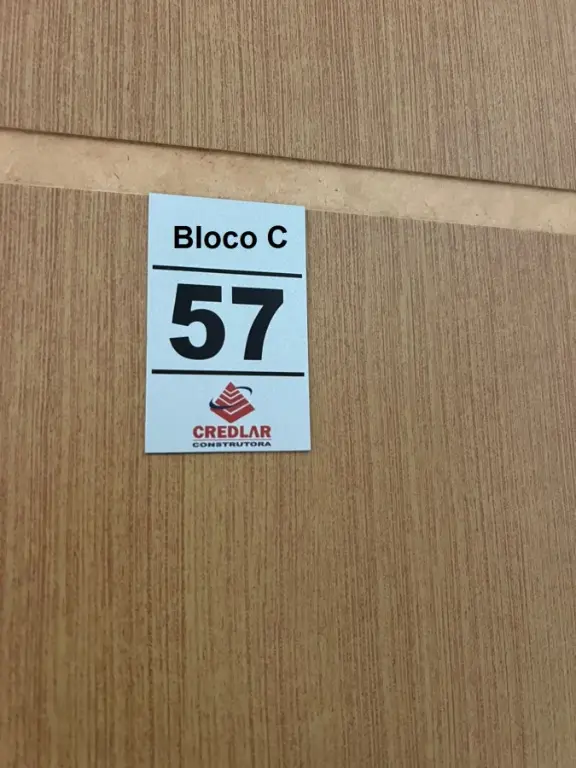 Bloco C
57
CREDLAR
CONSTRUTORA